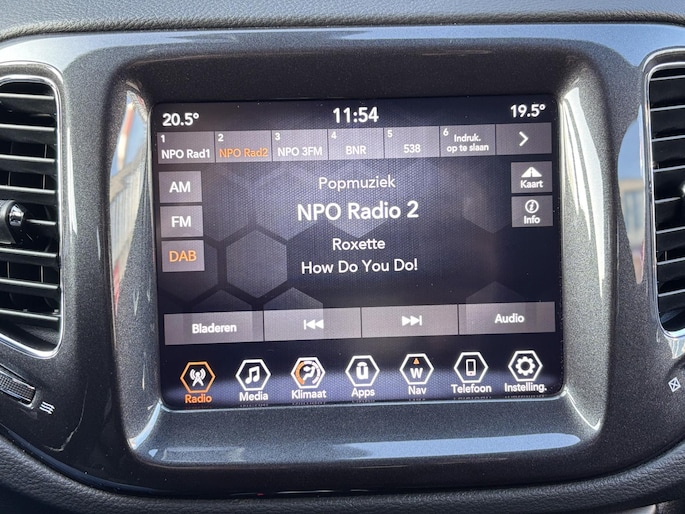 20.5° 11:54 19.5°
1 2 3 4 5 6 Indruk.
NPO Rad1 NPO Rad2 NPO 3FM BNR 538 op te slaan
AM Popmuziek Kaart
FM NPO Radio 2 Info
DAB Roxette
How Do You Do!
Bladeren Audio
W
Radio Media Klimaat Apps Nav Telefoon Instelling.